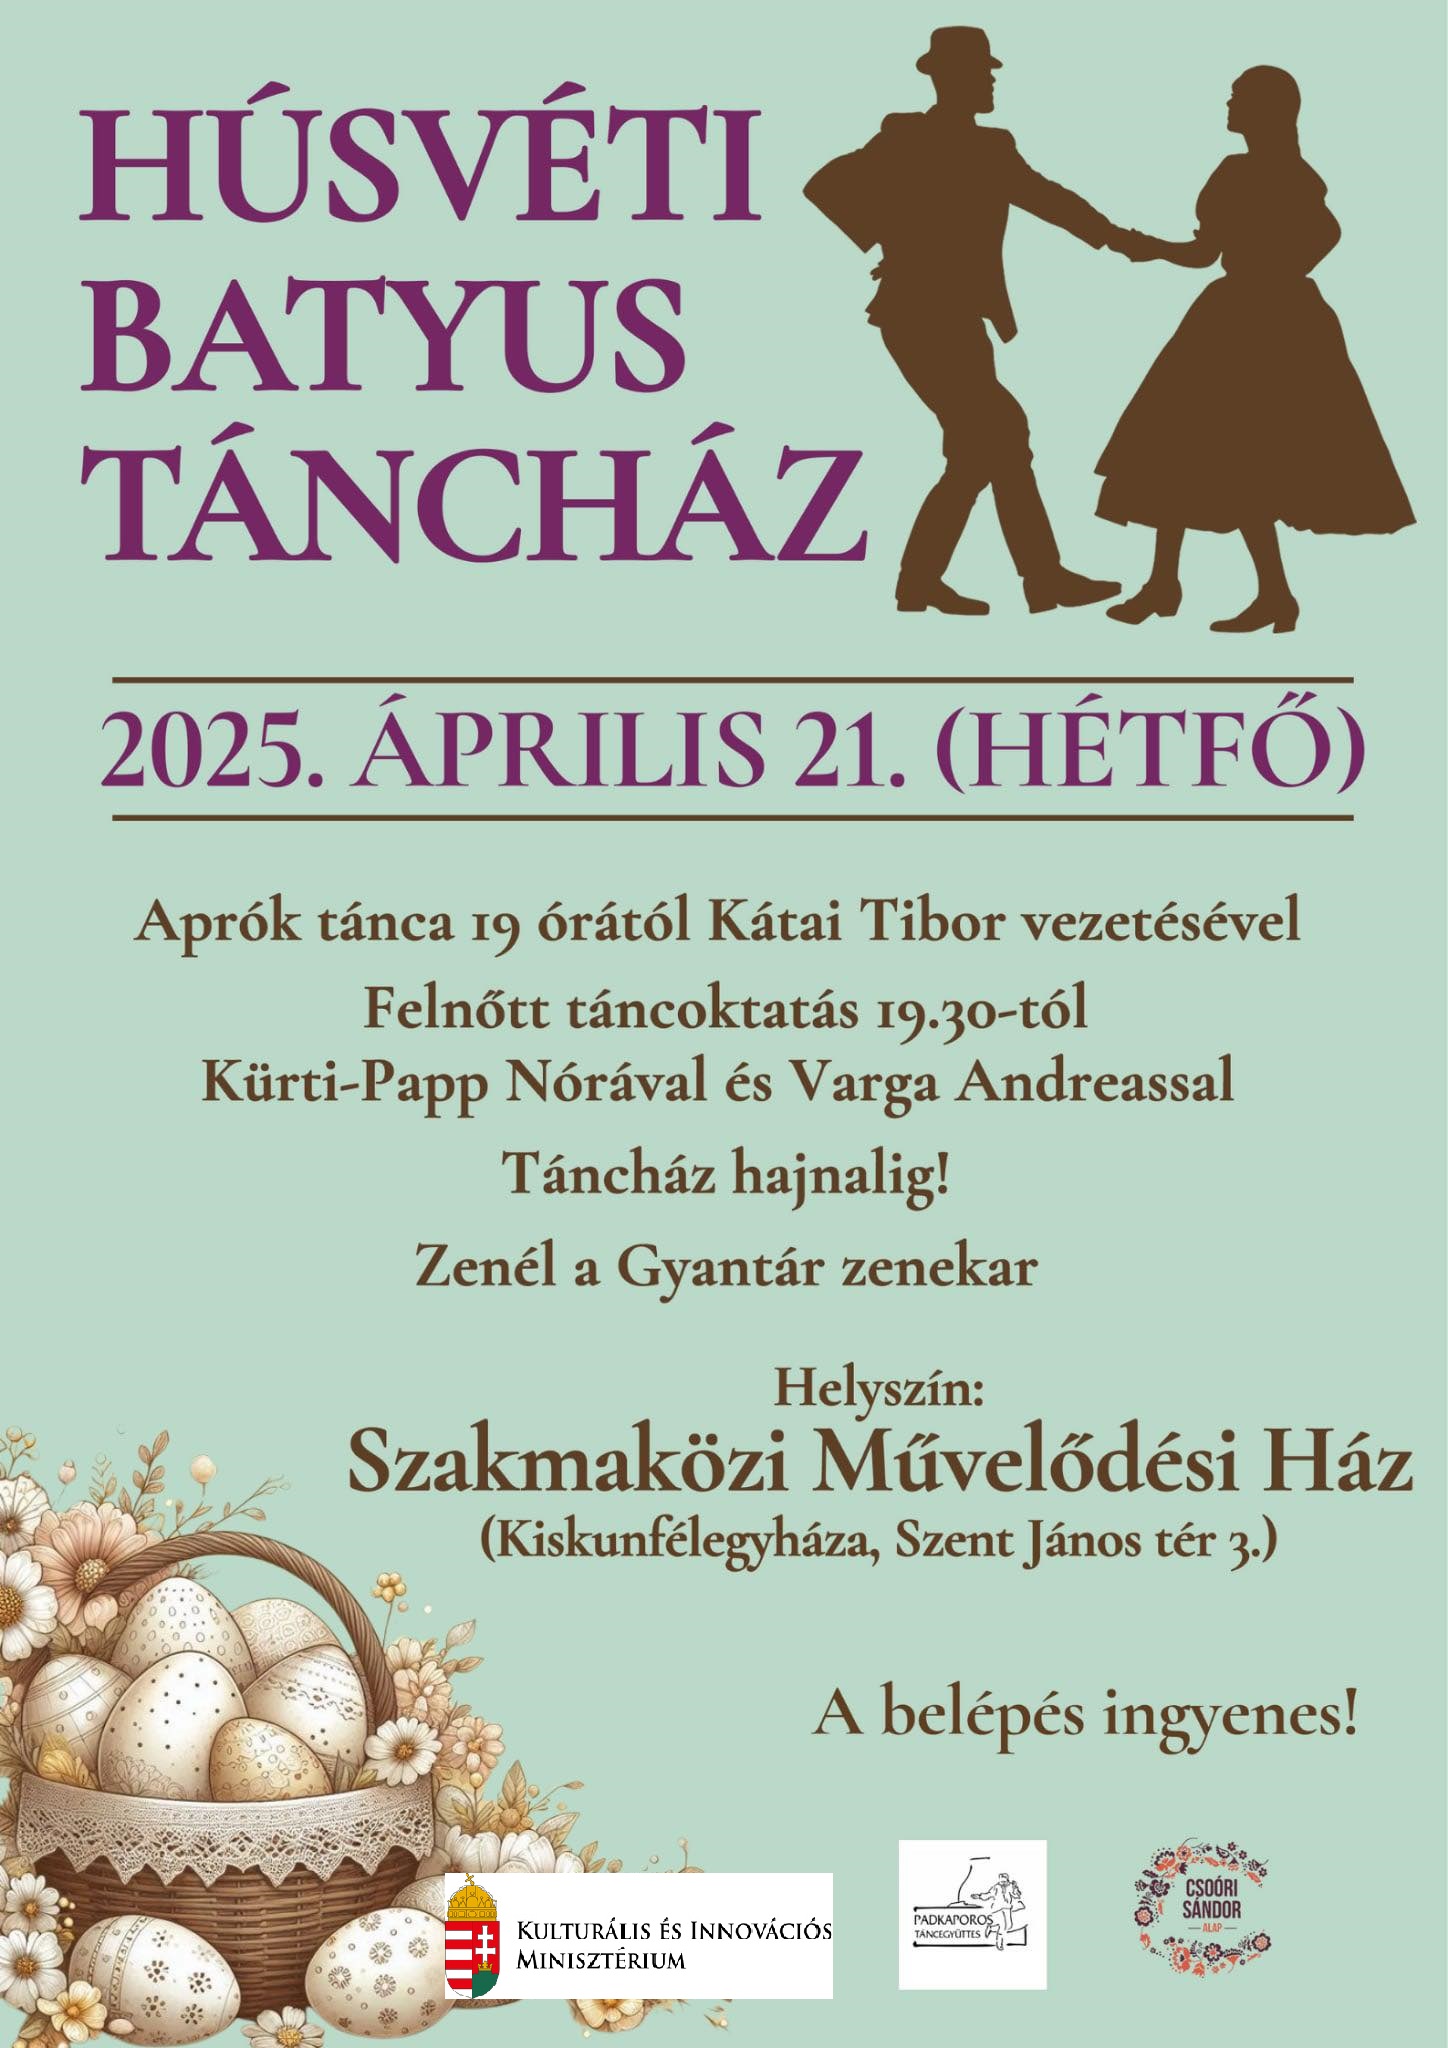 HÚSVÉTI
BATYUS
TÁNCHÁZ
2025. ÁPRILIS 21. (HÉTFŐ)
Aprók tánca 19 órától Kátai Tibor vezetésével
Felnőtt táncoktatás 19.30-tól
Kürti-Papp Nórával és Varga Andreassal
Táncház hajnalig!
Zenél a Gyantár zenekar
Helyszín:
Szakmaközi Művelődési Ház
(Kiskunfélegyháza, Szent János tér 3.)
A belépés ingyenes!
KULTURÁLIS ÉS INNOVÁCIÓS
MINISZTÉRIUM
PADKAPOROS
TÁNCEGYÜTTES
CSOÓRI
SÁNDOR
ALAP